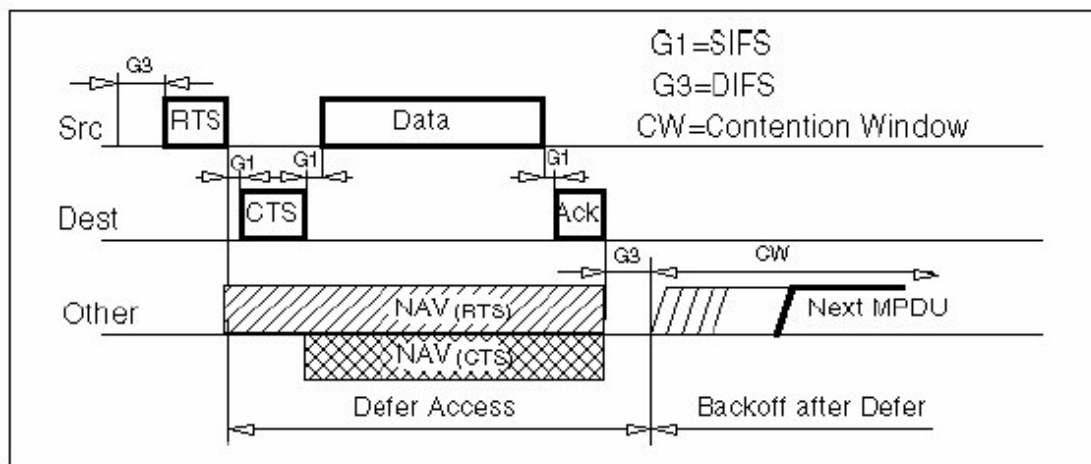 G1=SIFS
G3=DIFS
CW=Contention Window
G3
Src
RTS
Data
G1
G1
G1
Dest
CTS
Ack
G3
CW
Other
NAV(RTS)
Next MPDU
NAV(CTS)
Defer Access
Backoff after Defer